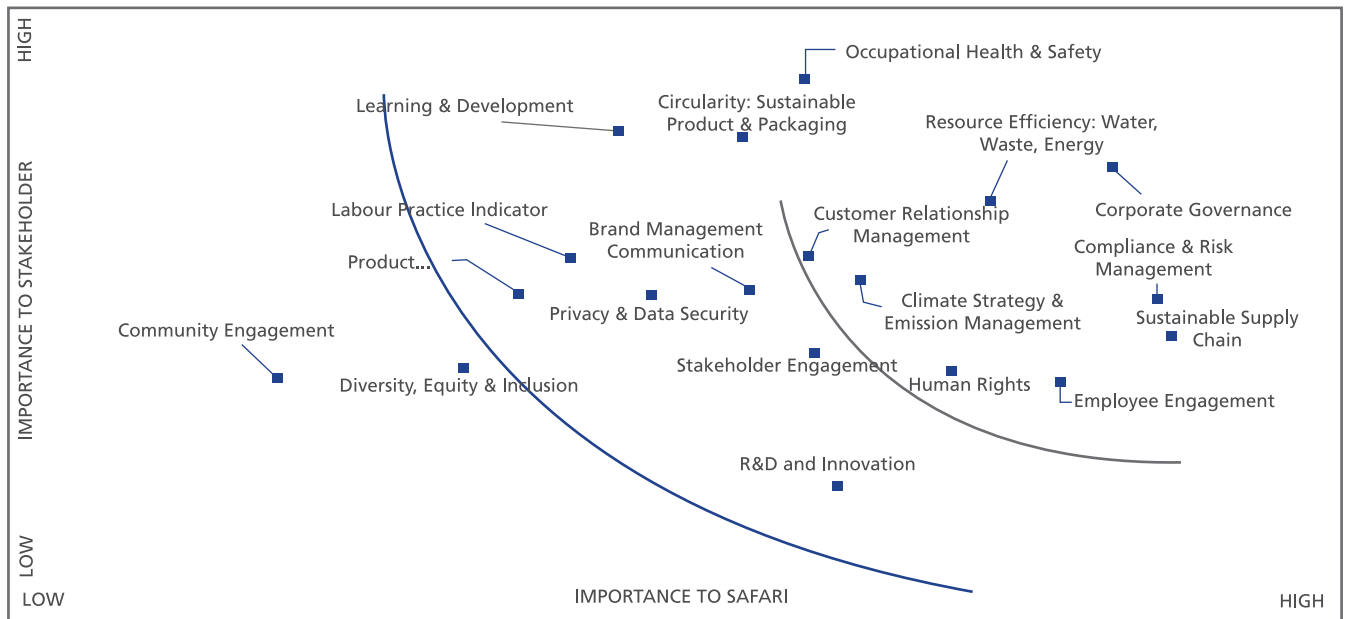 HIGH
Occupational Health & Safety
Learning & Development
Circularity: Sustainable
Product & Packaging
Resource Efficiency: Water,
Waste, Energy
IMPORTANCE TO STAKEHOLDER
Labour Practice Indicator
Brand Management
Communication
Customer Relationship
Management
Corporate Governance
Compliance & Risk
Management
Product...
Privacy & Data Security
Climate Strategy &
Emission Management
Sustainable Supply
Chain
Community Engagement
Diversity, Equity & Inclusion
Stakeholder Engagement
Human Rights
Employee Engagement
R&D and Innovation
LOW
LOW
IMPORTANCE TO SAFARI
HIGH